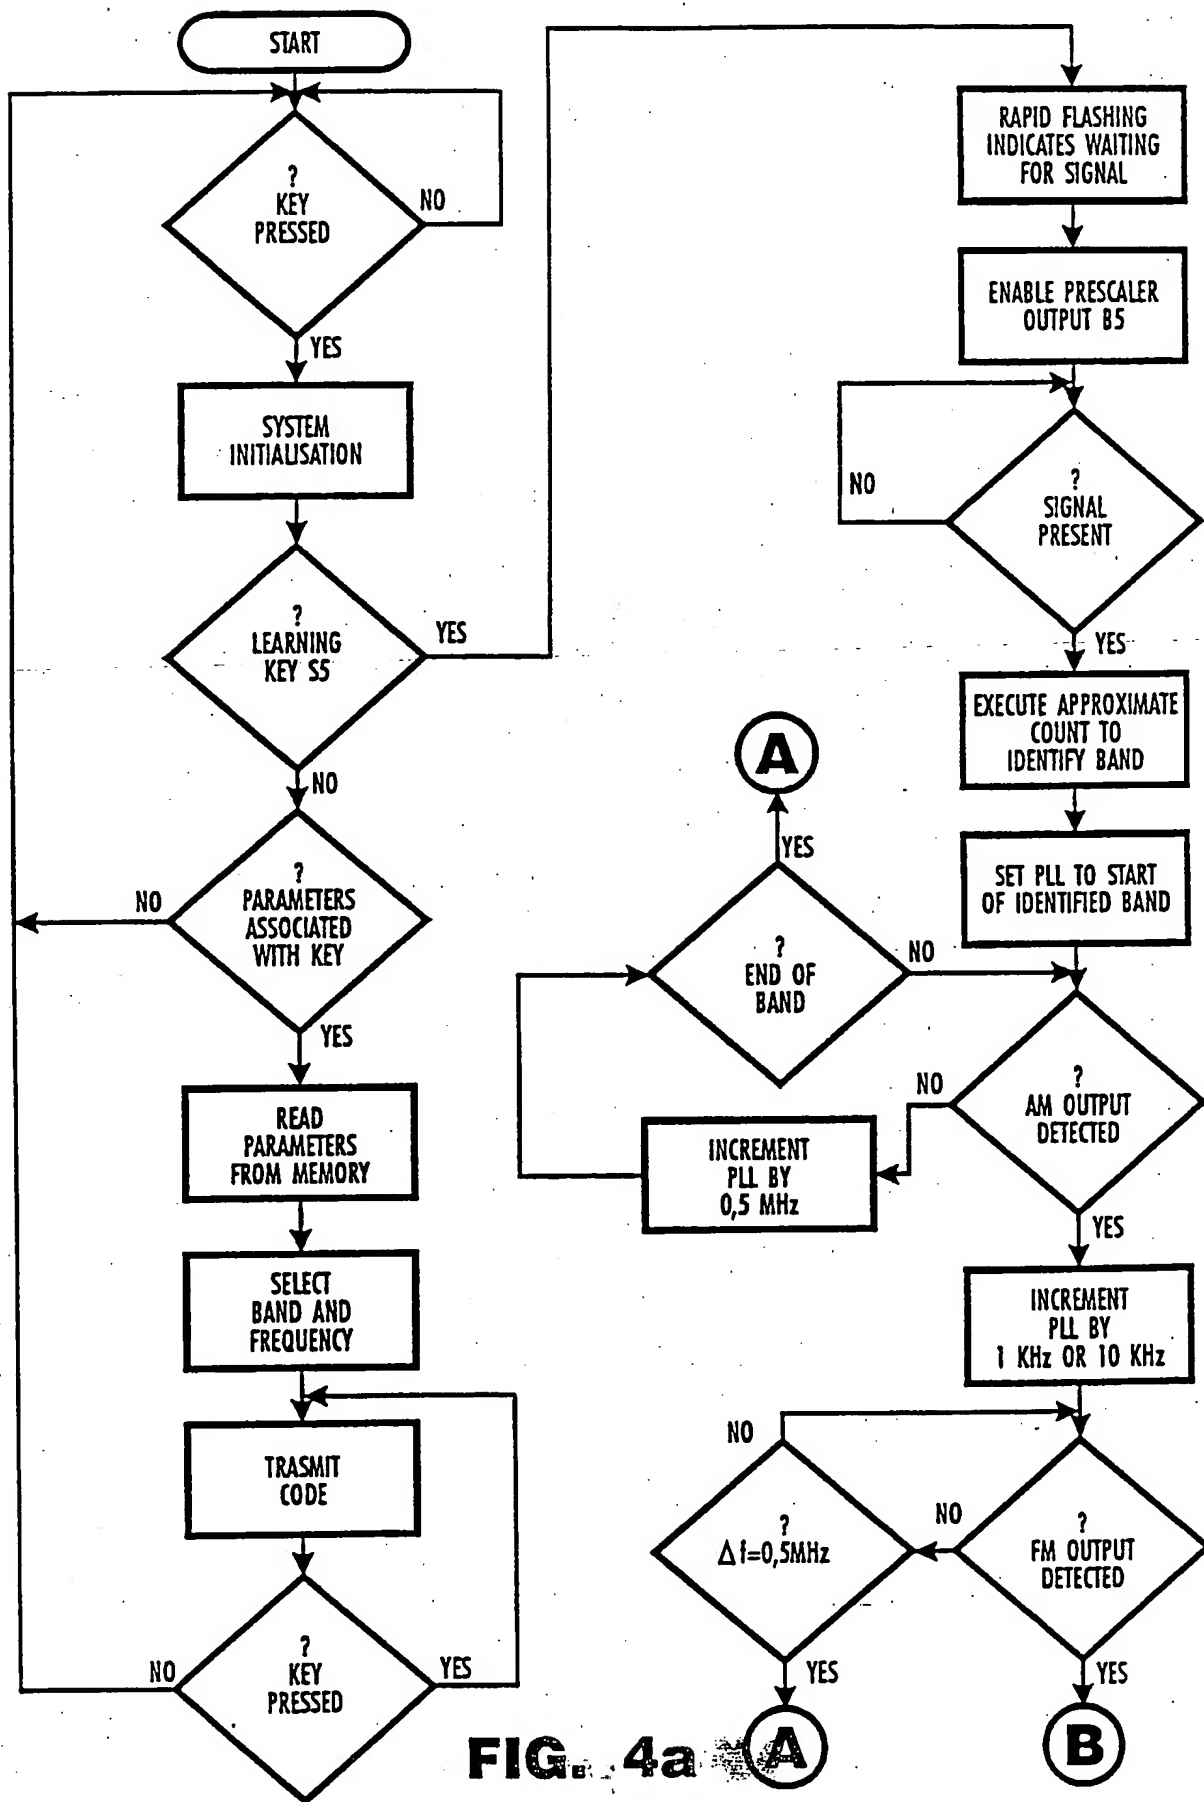 START
?
KEY
PRESSED
NO
YES
SYSTEM
INITIALISATION
?
LEARNING
KEY S5
YES
NO
?
PARAMETERS
ASSOCIATED
WITH KEY
NO
YES
READ
PARAMETERS
FROM MEMORY
SELECT
BAND AND
FREQUENCY
TRASMIT
CODE
?
KEY
PRESSED
NO
YES
RAPID FLASHING
INDICATES WAITING
FOR SIGNAL
ENABLE PRESCALER
OUTPUT B5
?
SIGNAL
PRESENT
NO
YES
EXECUTE APPROXIMATE
COUNT TO
IDENTIFY BAND
SET PLL TO START
OF IDENTIFIED BAND
A
YES
?
END OF
BAND
NO
?
AM OUTPUT
DETECTED
NO
INCREMENT
PLL BY
0,5 MHz
YES
INCREMENT
PLL BY
1 KHz OR 10 KHz
NO
?
Δf=0,5MHz
NO
?
FM OUTPUT
DETECTED
YES
YES
A
B
FIG. 4a